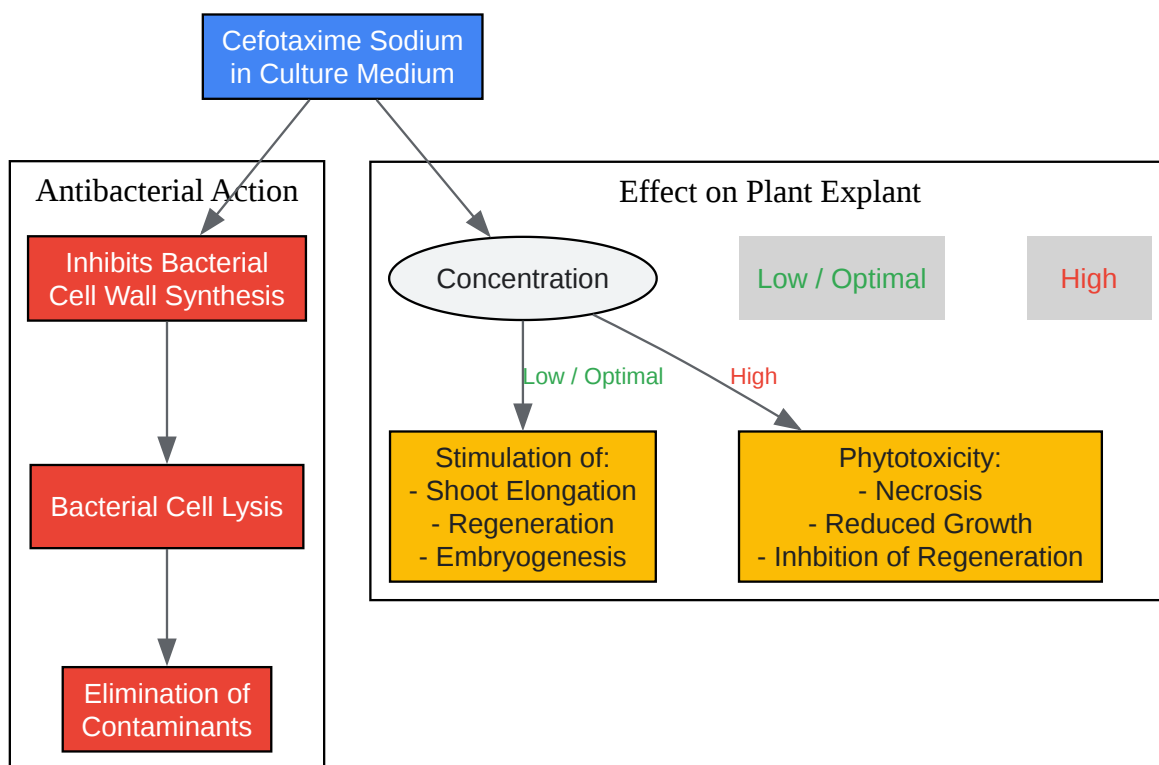 Cefotaxime Sodium
in Culture Medium
Antibacterial Action
Inhibits Bacterial
Cell Wall Synthesis
Bacterial Cell Lysis
Elimination of
Contaminants
Effect on Plant Explant
Concentration
Low / Optimal
High
Low / Optimal
High
Stimulation of:
- Shoot Elongation
- Regeneration
- Embryogenesis
Phytotoxicity:
- Necrosis
- Reduced Growth
- Inhbition of Regeneration